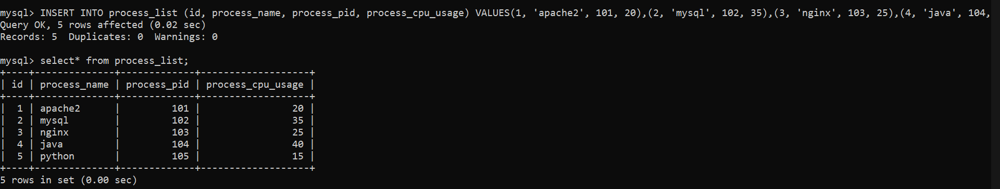 mysql> INSERT INTO process_list (id, process_name, process_pid, process_cpu_usage) VALUES(1, 'apache2', 101, 20),(2, 'mysql', 102, 35),(3, 'nginx', 103, 25),(4, 'java', 104,
Query OK, 5 rows affected (0.02 sec)
Records: 5  Duplicates: 0  Warnings: 0

mysql> select* from process_list;
+----+--------------+-------------+-------------------+
| id | process_name | process_pid | process_cpu_usage |
+----+--------------+-------------+-------------------+
|  1 | apache2      |         101 |                20 |
|  2 | mysql        |         102 |                35 |
|  3 | nginx        |         103 |                25 |
|  4 | java         |         104 |                40 |
|  5 | python       |         105 |                15 |
+----+--------------+-------------+-------------------+
5 rows in set (0.00 sec)